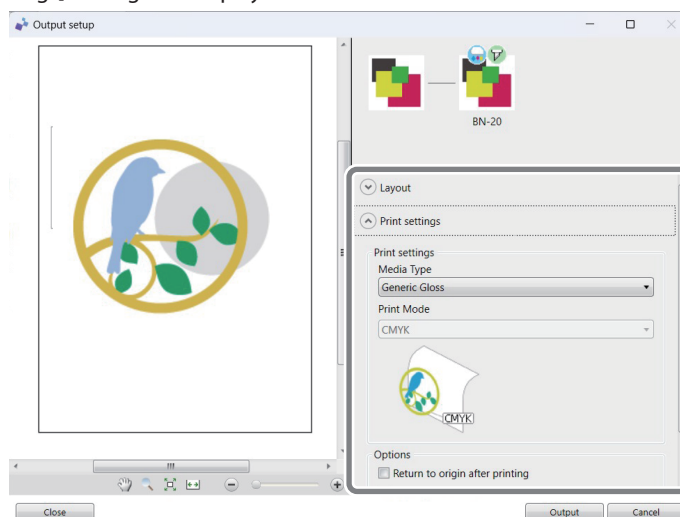 Output setup
BN-20
Layout
Print settings
Print settings
Media Type
Generic Gloss
Print Mode
CMYK
CMYK
Options
Return to origin after printing
Close
Output
Cancel